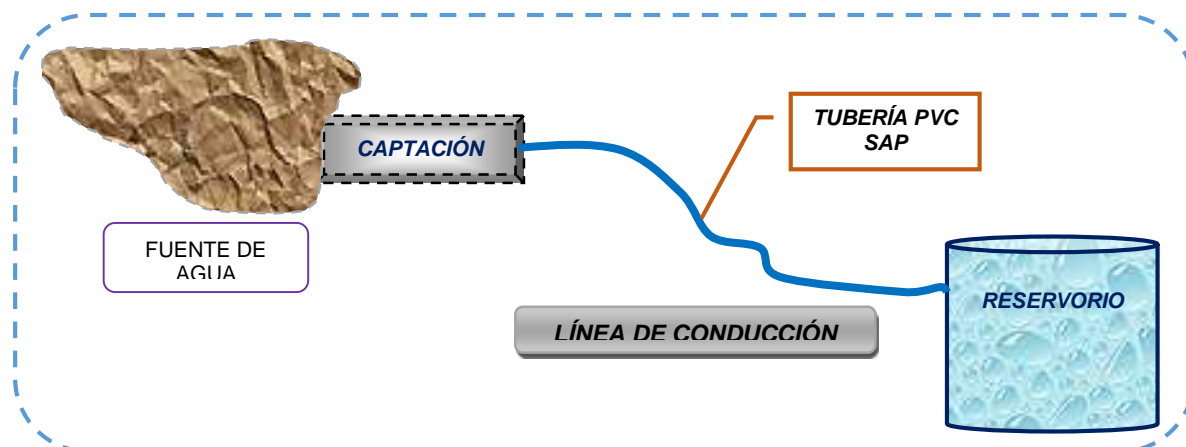 CAPTACIÓN
TUBERÍA PVC
SAP
FUENTE DE
AGUA
RESERVORIO
LÍNEA DE CONDUCCIÓN